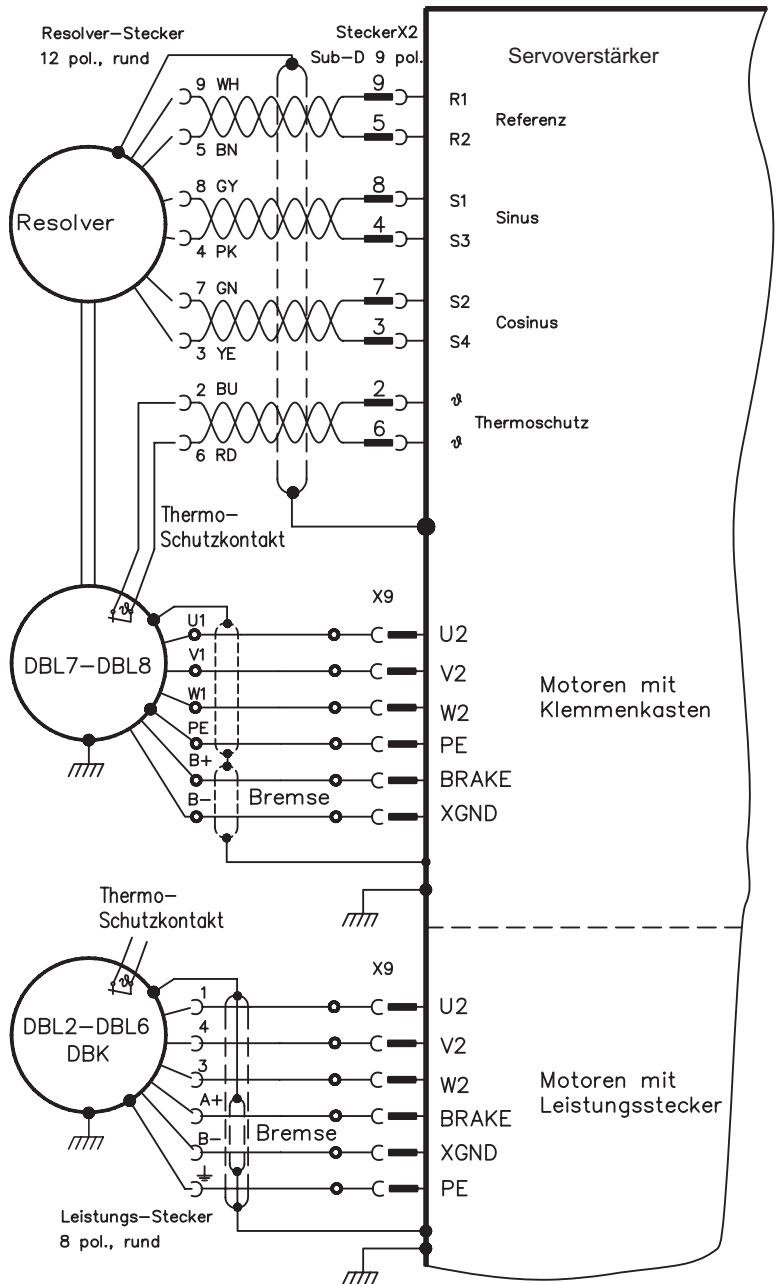 Resolver-Stecker
12 pol., rund
SteckerX2
Sub-D 9 pol.
Servoverstärker
9 WH
9
R1
Referenz
5 BN
5
R2
Resolver
8 GY
8
S1
Sinus
4 PK
4
S3
7 GN
7
S2
Cosinus
3 YE
3
S4
2 BU
2
ϑ
Thermoschutz
6 RD
6
ϑ
Thermo-
Schutzkontakt
X9
ϑ
DBL7-DBL8
U1
U2
V1
V2
W1
W2
PE
PE
B+
BRAKE
B-
Bremse
XGND
Motoren mit
Klemmenkasten
Thermo-
Schutzkontakt
X9
ϑ
DBL2-DBL6
DBK
1
U2
4
V2
3
W2
A+
BRAKE
B-
Bremse
XGND
PE
Motoren mit
Leistungsstecker
Leistungs-Stecker
8 pol., rund